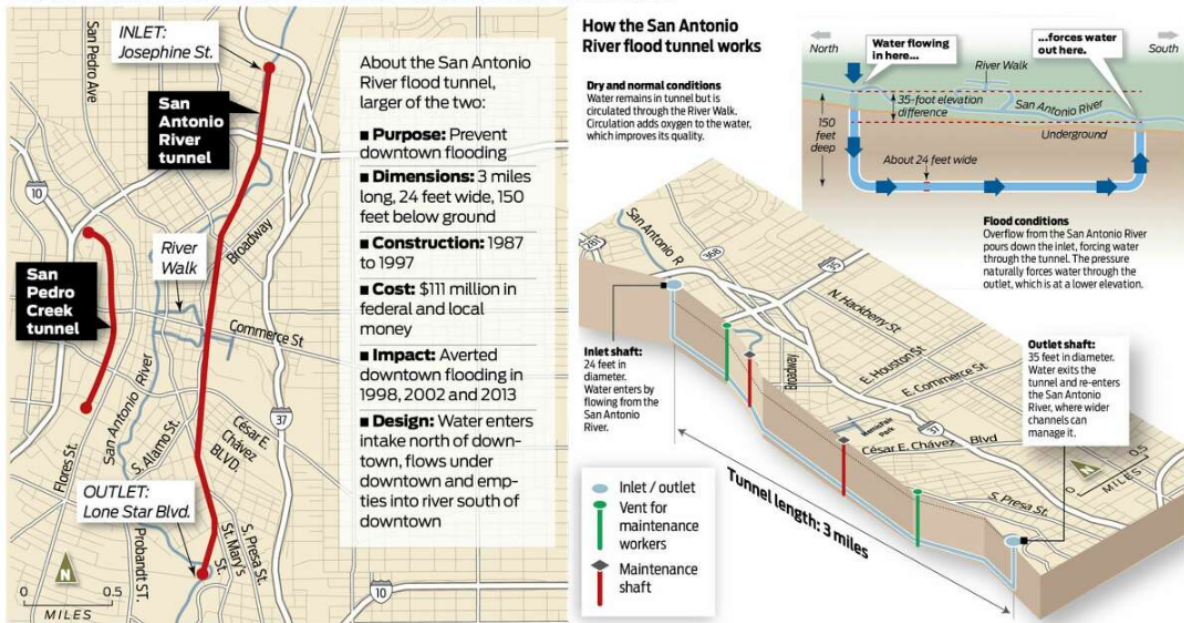 INLET:
Josephine St.
San Pedro Ave
San
Antonio
River
tunnel
10
River
Walk
Broadway
San
Pedro
Creek
tunnel
Commerce St
San Antonio River
37
S. Alamo St.
César E.
Chávez
BLVD.
Flores St.
OUTLET:
Lone Star Blvd.
Probandt ST.
St. Mary's
St.
S. Presa St.
N
0 0.5
MILES
10
About the San Antonio
River flood tunnel,
larger of the two:
■ Purpose: Prevent
downtown flooding
■ Dimensions: 3 miles
long, 24 feet wide, 150
feet below ground
■ Construction: 1987
to 1997
■ Cost: $111 million in
federal and local
money
■ Impact: Averted
downtown flooding in
1998, 2002 and 2013
■ Design: Water enters
intake north of down-
town, flows under
downtown and emp-
ties into river south of
downtown
How the San Antonio
River flood tunnel works
Dry and normal conditions
Water remains in tunnel but is
circulated through the River Walk.
Circulation adds oxygen to the water,
which improves its quality.
North
Water flowing
in here...
...forces water
out here.
South
River Walk
35-foot elevation
difference
San Antonio River
Underground
150
feet
deep
About 24 feet wide
Flood conditions
Overflow from the San Antonio River
pours down the inlet, forcing water
through the tunnel. The pressure
naturally forces water through the
outlet, which is at a lower elevation.
San Antonio R
281
368
35
N. Hackberry St
Broadway
E. Houston St
E. Commerce St
Hemisfair
Park
37
César E. Chávez Blvd
S. Presa St.
N
0 0.5
MILES
Inlet shaft:
24 feet in
diameter.
Water enters by
flowing from the
San Antonio
River.
Outlet shaft:
35 feet in diameter.
Water exits the
tunnel and re-enters
the San Antonio
River, where wider
channels can
manage it.
Tunnel length: 3 miles
Inlet / outlet
Vent for
maintenance
workers
Maintenance
shaft